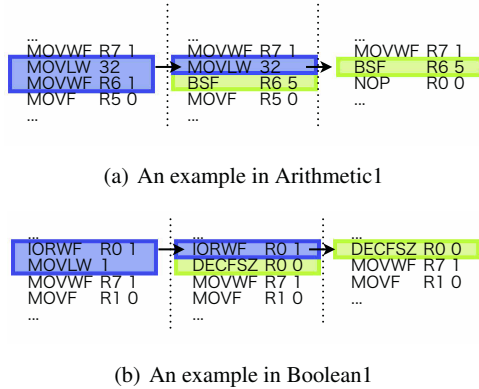 ...
MOVWF R7 1
MOVLW 32
MOVWF R6 1
MOVF R5 0
...
...
MOVWF R7 1
MOVLW 32
BSF R6 5
MOVF R5 0
...
...
MOVWF R7 1
BSF R6 5
NOP R0 0
...
(a) An example in Arithmetic1
...
IORWF R0 1
MOVLW 1
MOVWF R7 1
MOVF R1 0
...
...
IORWF R0 1
DECFSZ R0 0
MOVWF R7 1
MOVF R1 0
...
...
DECFSZ R0 0
MOVWF R7 1
MOVF R1 0
...
(b) An example in Boolean1